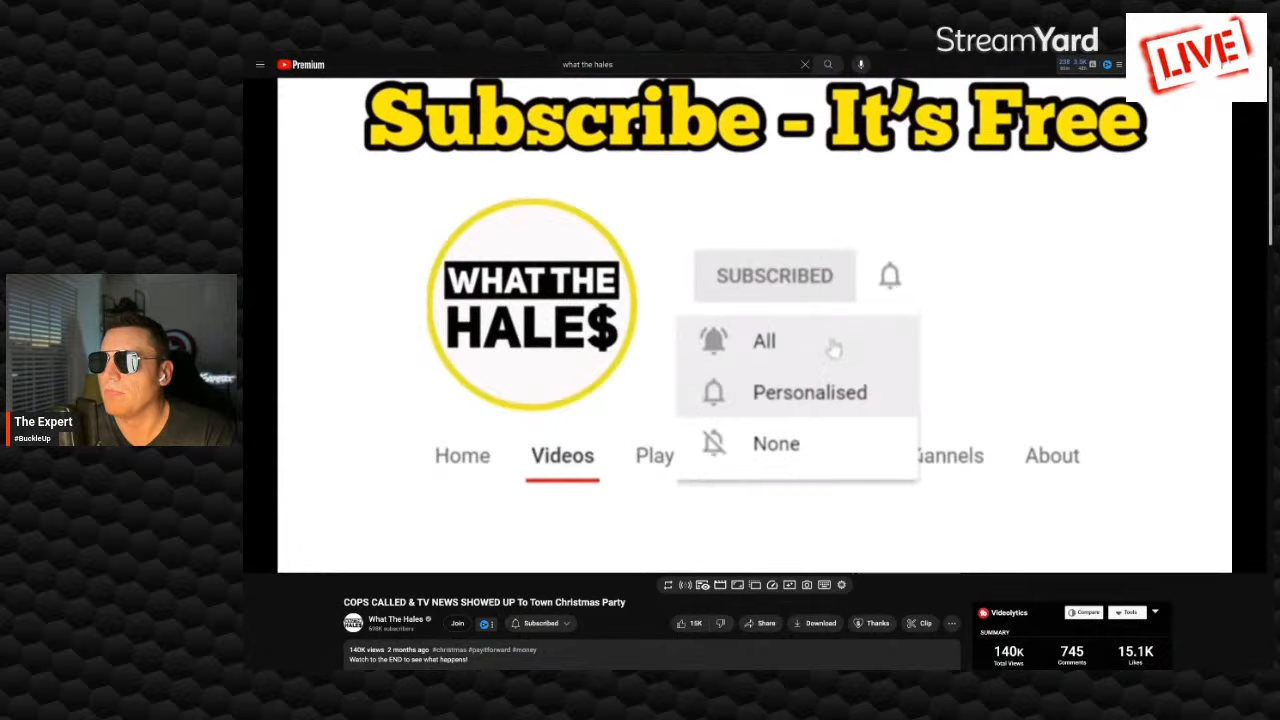 StreamYard
LIVE
Premium
what the hales
Subscribe - It's Free
WHAT THE
HALE$
SUBSCRIBED
All
Personalised
None
Home
Videos
Play
annels
About
The Expert
#BuckleUp
COPS CALLED & TV NEWS SHOWED UP To Town Christmas Party
What The Hales
698K subscribers
Join
Subscribed
15K
Share
Download
Thanks
Clip
140K views 2 months ago #christmas #payitforward #money
Watch to the END to see what happens!
Videolytics
Compare
Tools
SUMMARY
140K
745
15.1K
Total Views
Comments
Likes